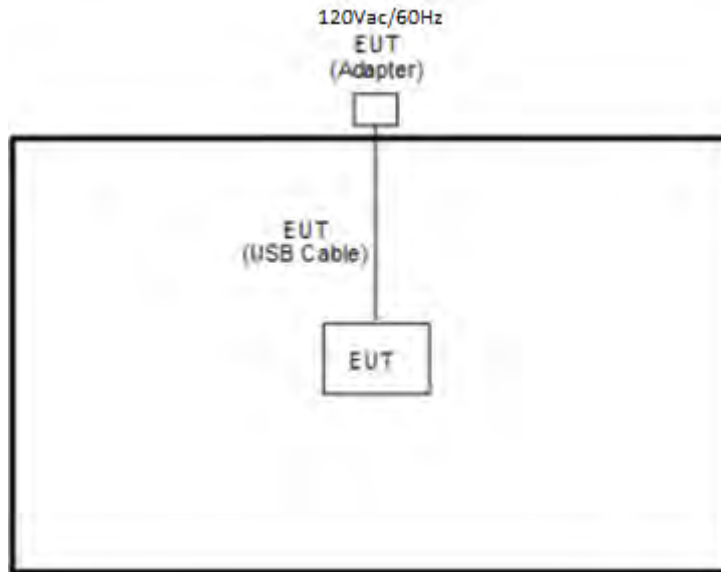 120Vac/60Hz
EUT
(Adapter)
EUT
(USB Cable)
EUT